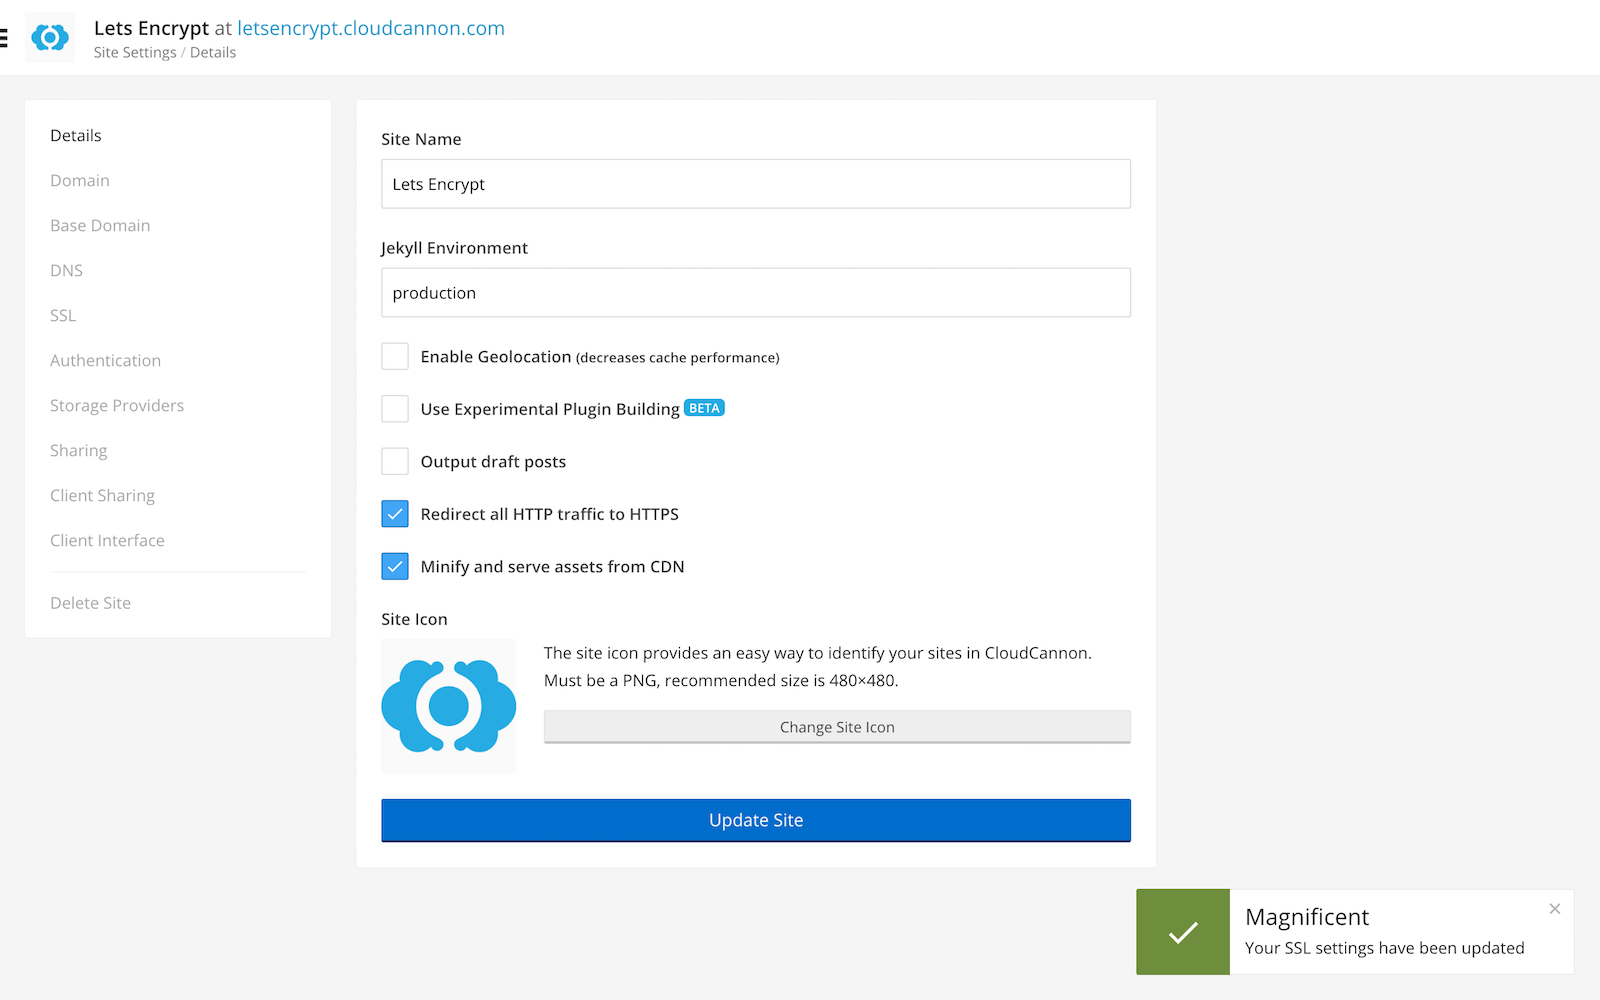 Lets Encrypt at letsencrypt.cloudcannon.com
Site Settings / Details
Details
Domain
Base Domain
DNS
SSL
Authentication
Storage Providers
Sharing
Client Sharing
Client Interface
Delete Site
Site Name
Lets Encrypt
Jekyll Environment
production
Enable Geolocation (decreases cache performance)
Use Experimental Plugin Building BETA
Output draft posts
Redirect all HTTP traffic to HTTPS
Minify and serve assets from CDN
Site Icon
The site icon provides an easy way to identify your sites in CloudCannon.
Must be a PNG, recommended size is 480×480.
Change Site Icon
Update Site
Magnificent
Your SSL settings have been updated